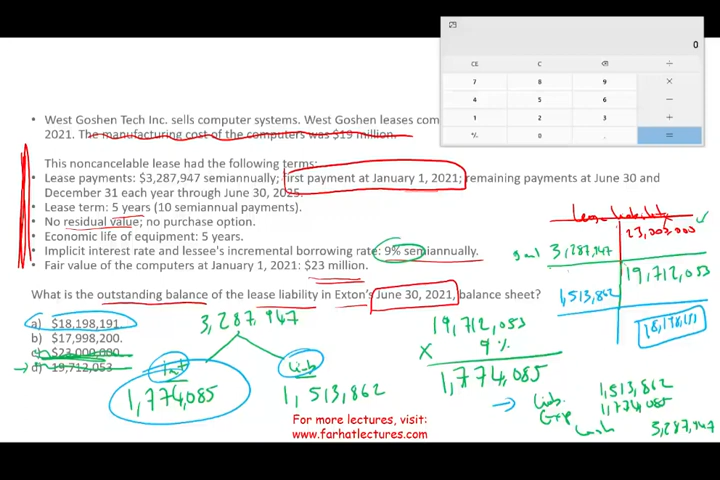 0
CE C ⌫ ÷
7 8 9 ×
4 5 6 −
1 2 3 +
⁺/₋ 0 . =
• West Goshen Tech Inc. sells computer systems. West Goshen leases com
2021. The manufacturing cost of the computers was $19 million.
This noncancelable lease had the following terms:
• Lease payments: $3,287,947 semiannually; first payment at January 1, 2021; remaining payments at June 30 and
December 31 each year through June 30, 2025.
• Lease term: 5 years (10 semiannual payments).
• No residual value; no purchase option.
• Economic life of equipment: 5 years.
• Implicit interest rate and lessee's incremental borrowing rate: 9% semiannually.
• Fair value of the computers at January 1, 2021: $23 million.
What is the outstanding balance of the lease liability in Exton's June 30, 2021, balance sheet?
a) $18,198,191.
b) $17,998,200.
c) $23,000,000.
d) 19,712,053
Lease liability
23,000,000
3,287,947
19,712,053
1,513,862
18,198,191
3,287,947
Int Liab
1,774,085 1,513,862
19,712,053
X 9%
1,774,085
Liab. 1,513,862
Exp 1,774,085
Cash 3,287,947
For more lectures, visit:
www.farhatlectures.com